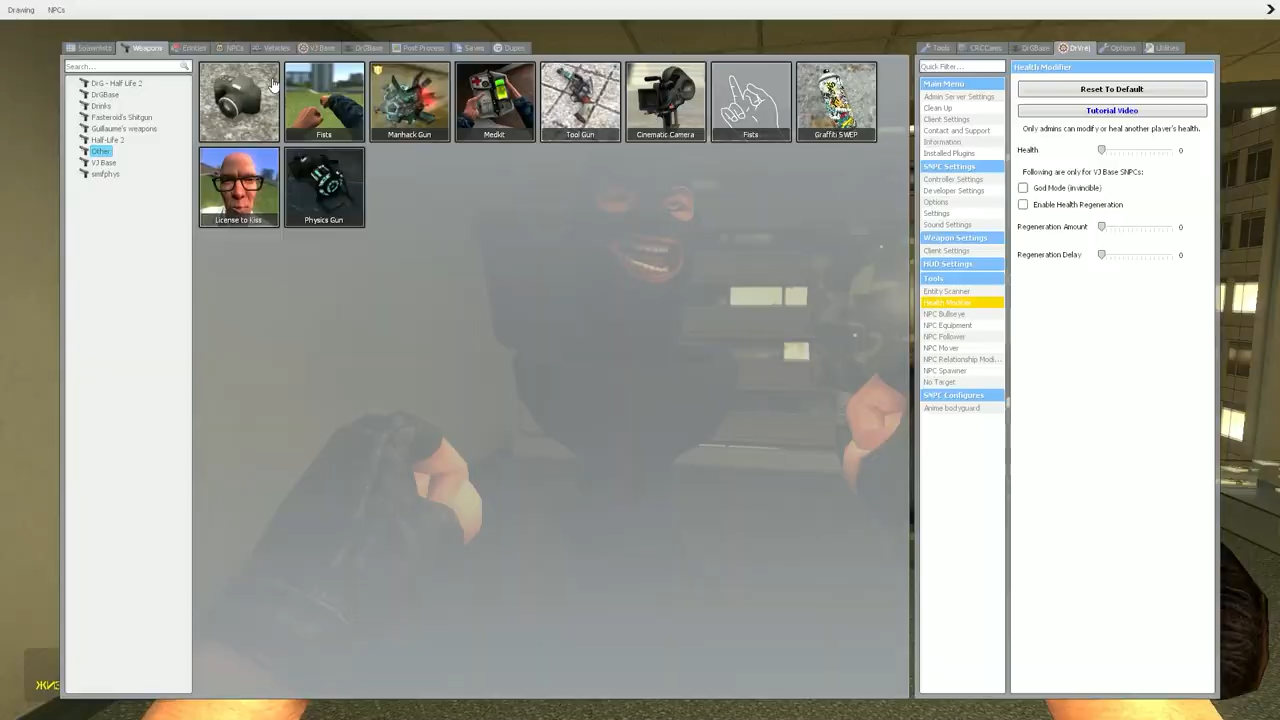 Drawing NPCs
Spawnlists Weapons Entities NPCs Vehicles VJ Base DrGBase Post Process Saves Dupes
Search...
DrG - Half Life 2
DrGBase
Drinks
Fasteroid's Shitgun
Guillaume's weapons
Half-Life 2
Other
VJ Base
simfphys
Fists
Manhack Gun
Medkit
Tool Gun
Cinematic Camera
Fists
Graffiti SWEP
License to Kiss
Physics Gun
Tools CRCCams DrGBase DrVrej Options Utilities
Quick Filter...
Main Menu
Admin Server Settings
Clean Up
Client Settings
Contact and Support
Information
Installed Plugins
SNPC Settings
Controller Settings
Developer Settings
Options
Settings
Sound Settings
Weapon Settings
Client Settings
HUD Settings
Tools
Entity Scanner
Health Modifier
NPC Bullseye
NPC Equipment
NPC Follower
NPC Mover
NPC Relationship Modi...
NPC Spawner
No Target
SNPC Configures
Anime bodyguard
Health Modifier
Reset To Default
Tutorial Video
Only admins can modify or heal another player's health.
Health 0
Following are only for VJ Base SNPCs:
God Mode (invincible)
Enable Health Regeneration
Regeneration Amount 0
Regeneration Delay 0
ЖИЗ